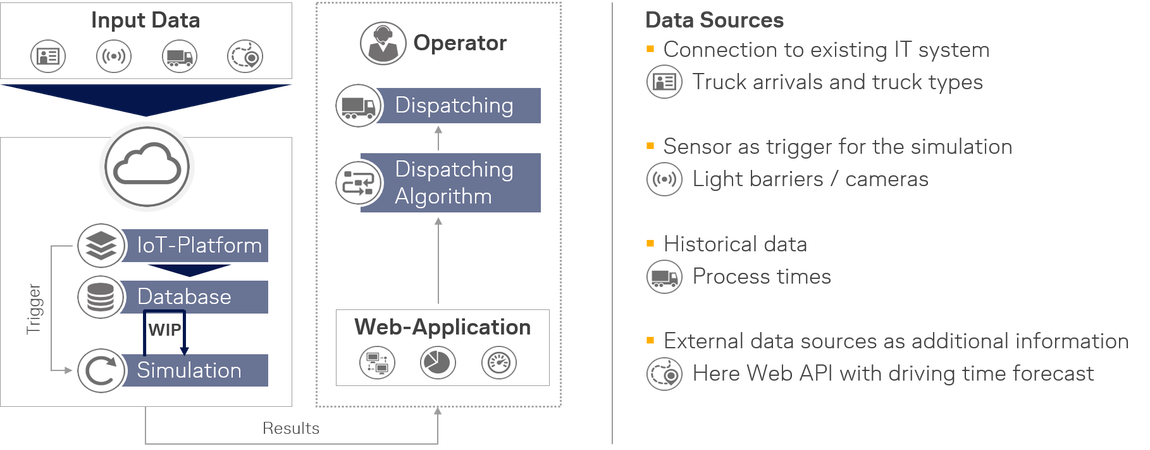 Input Data
IoT-Platform
Database
WIP
Simulation
Trigger
Results
Operator
Dispatching
Dispatching
Algorithm
Web-Application
Data Sources
Connection to existing IT system
Truck arrivals and truck types
Sensor as trigger for the simulation
Light barriers / cameras
Historical data
Process times
External data sources as additional information
Here Web API with driving time forecast